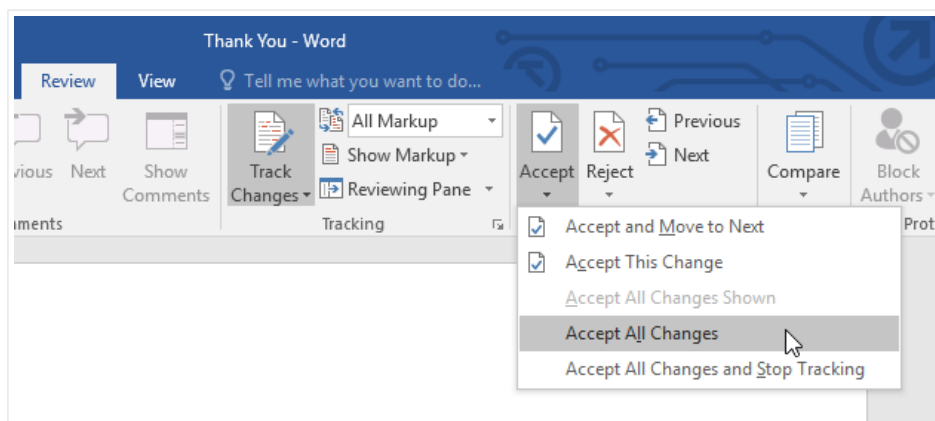 Thank You - Word
Review View Tell me what you want to do...
All Markup Previous
Show Markup Next
vious Next Show Comments Track Changes Reviewing Pane Accept Reject Compare Block Authors
ments Tracking Prot
Accept and Move to Next
Accept This Change
Accept All Changes Shown
Accept All Changes
Accept All Changes and Stop Tracking